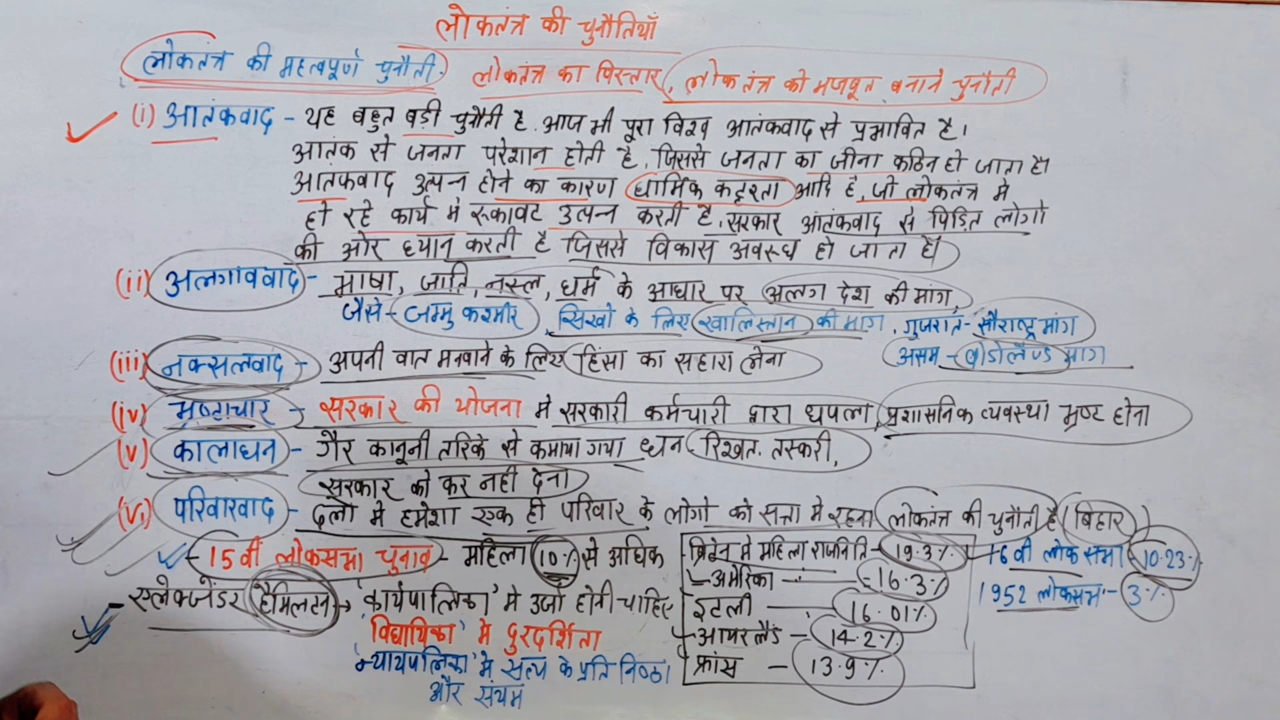 लोकतंत्र की चुनौतियाँ
लोकतंत्र की महत्वपूर्ण चुनौती. लोकतंत्र का विस्तार, लोकतंत्र को मजबूत बनाने चुनौती
(i) आतंकवाद - यह बहुत बड़ी चुनौती है. आज भी पूरा विश्व आतंकवाद से प्रभावित है।
आतंक से जनता परेशान होती है, जिससे जनता का जीना कठिन हो जाता है।
आतंकवाद उत्पन्न होने का कारण धार्मिक कट्टरता आदि है, जो लोकतंत्र मे
हो रहे कार्य मे रूकावट उत्पन्न करती है, सरकार आतंकवाद से पिड़ित लोगो
की ओर ध्यान करती है जिससे विकास अवरुध हो जाता है।
(ii) अलगाववाद - भाषा, जाति, नस्ल, धर्म के आधार पर अलग देश की मांग,
जैसे - जम्मु कश्मीर, सिखो के लिए खालिस्तान की मांग, गुजरात - सौराष्ट्र मांग
असम - बोडोलैण्ड मांग
(iii) नक्सलवाद - अपनी बात मनवाने के लिए हिंसा का सहारा लेना
(iv) भ्रष्टाचार - सरकार की योजना मे सरकारी कर्मचारी द्वारा घपला, प्रशासनिक व्यवस्था भ्रष्ट होना
(v) कालाधन - गैर कानूनी तरिके से कमाया गया धन, रिश्वत. तस्करी,
सरकार को कर नही देना
(vi) परिवारवाद - दलो मे हमेशा एक ही परिवार के लोगो को सत्ता मे रहना लोकतंत्र की चुनौती है (बिहार)
15 वी लोकसभा चुनाव - महिला 10% से अधिक
एलेक्जेंडर हैमिल्टन → 'कार्यपालिका' मे उर्जा होनी चाहिए
'विधायिका' मे दुरदर्शिता
'न्यायपालिका' मे सत्य के प्रति निष्ठा
और संयम
ब्रिटेन मे महिला राजनिति - 19.3%
अमेरिका - 16.3%
इटली - 16.01%
आयरलैंड - 14.2%
फ्रांस - 13.9%
16 वी लोकसभा 10.23%
1952 लोकसभा - 3%